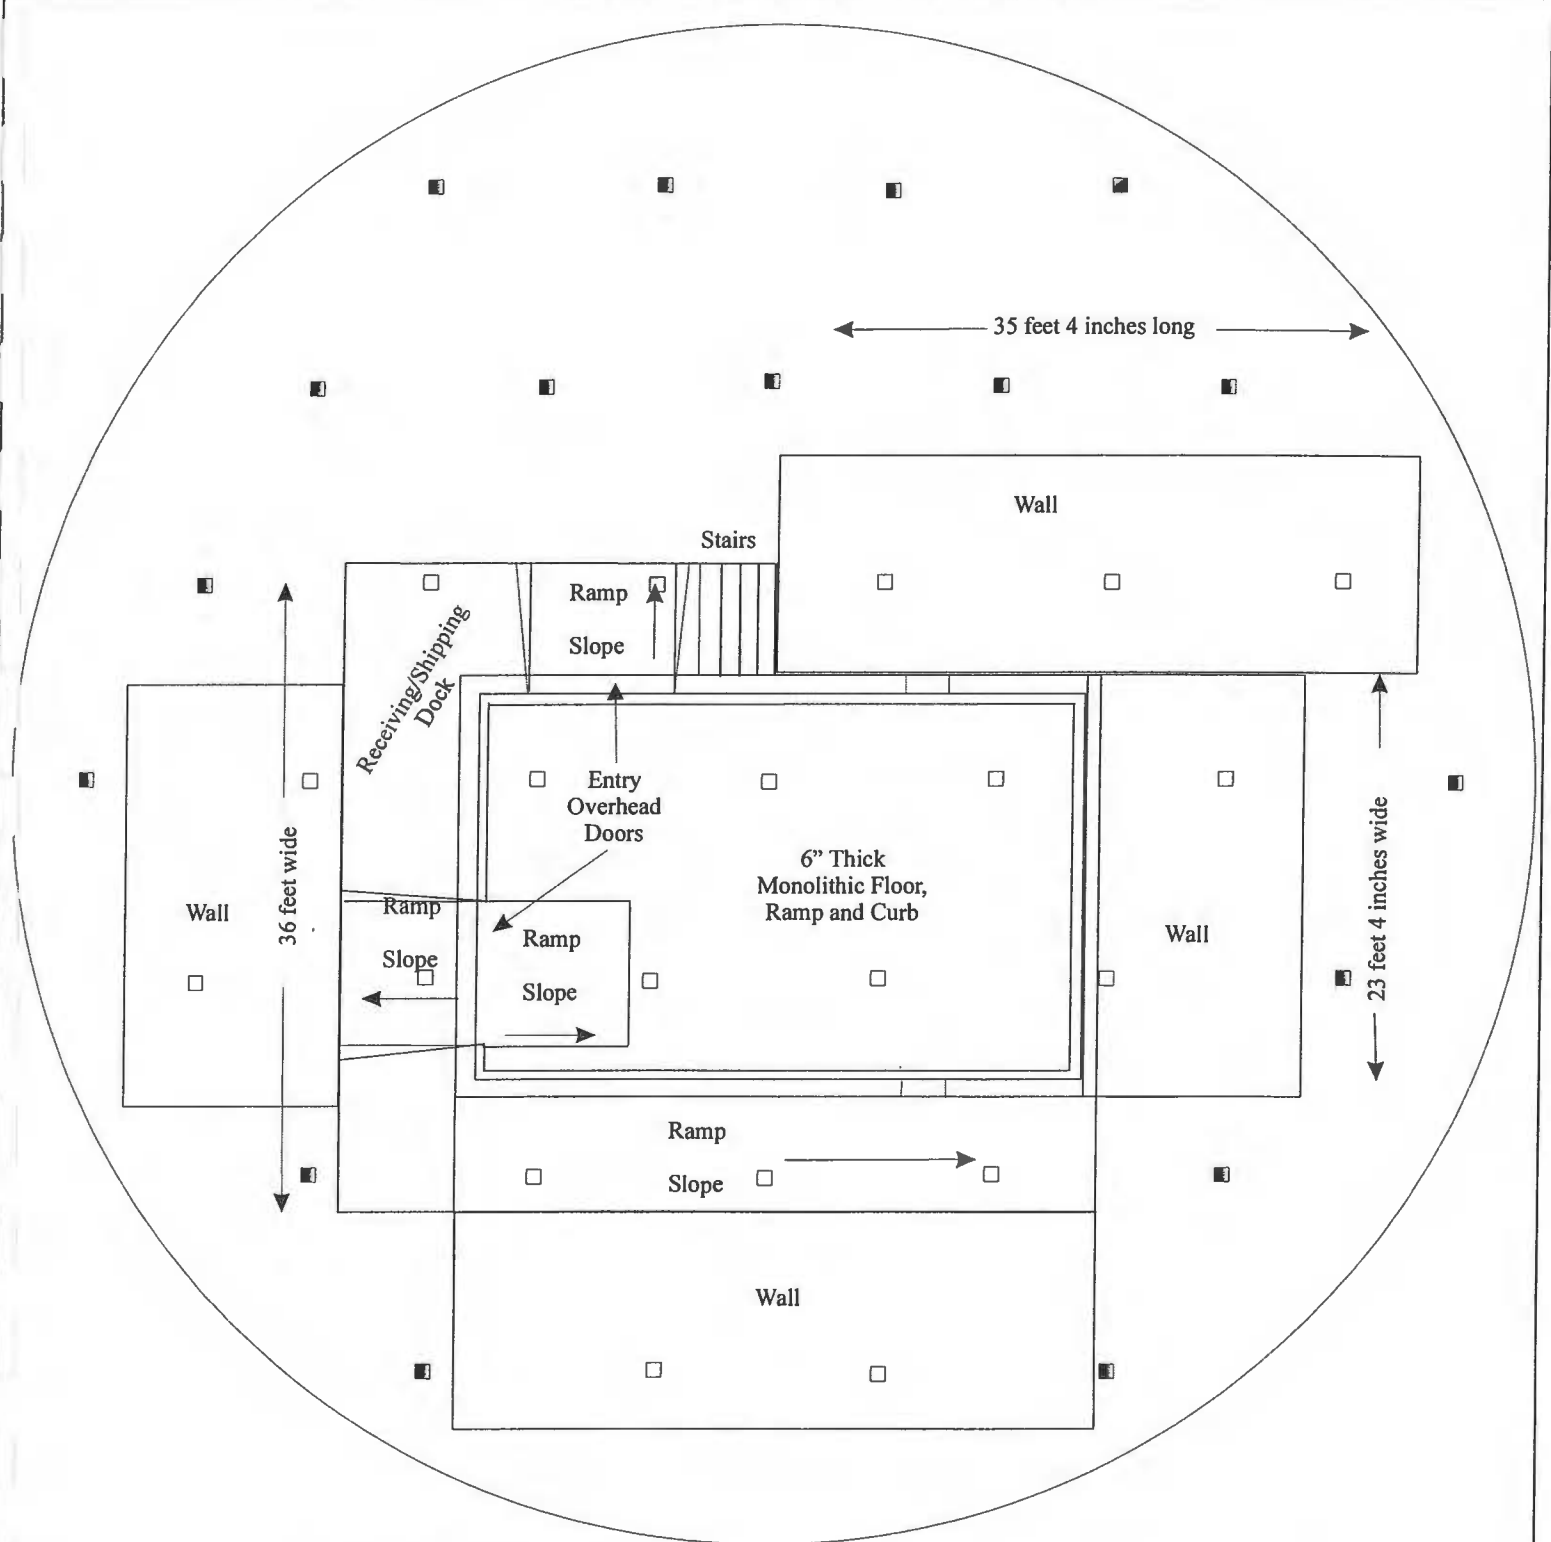 35 feet 4 inches long
Wall
Stairs
Ramp
Slope
Receiving/Shipping
Dock
Entry
Overhead
Doors
6” Thick
Monolithic Floor,
Ramp and Curb
36 feet wide
Wall
Ramp
Slope
Ramp
Slope
Wall
23 feet 4 inches wide
Ramp
Slope
Wall